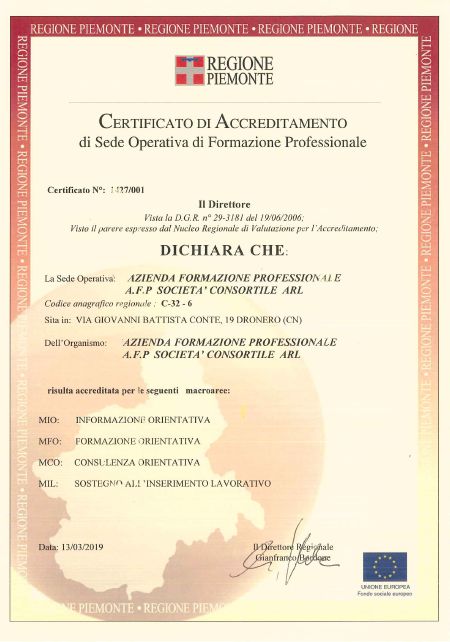 REGIONE PIEMONTE • REGIONE PIEMONTE • REGIONE PIEMONTE
REGIONE
PIEMONTE
CERTIFICATO DI ACCREDITAMENTO
di Sede Operativa di Formazione Professionale
Certificato N°: 1427/001
Il Direttore
Vista la D.G.R. n° 29-3181 del 19/06/2006;
Visto il parere espresso dal Nucleo Regionale di Valutazione per l'Accreditamento;
DICHIARA CHE:
La Sede Operativa: AZIENDA FORMAZIONE PROFESSIONALE
A.F.P SOCIETA' CONSORTILE ARL
Codice anagrafico regionale : C-32 - 6
Sita in: VIA GIOVANNI BATTISTA CONTE, 19 DRONERO (CN)
Dell'Organismo: AZIENDA FORMAZIONE PROFESSIONALE
A.F.P SOCIETA' CONSORTILE ARL
risulta accreditata per le seguenti macroaree:
MIO: INFORMAZIONE ORIENTATIVA
MFO: FORMAZIONE ORIENTATIVA
MCO: CONSULENZA ORIENTATIVA
MIL: SOSTEGNO ALL'INSERIMENTO LAVORATIVO
Data: 13/03/2019
Il Direttore Regionale
Gianfranco Bordone
UNIONE EUROPEA
Fondo sociale europeo
REGIONE PIEMONTE • REGIONE PIEMONTE